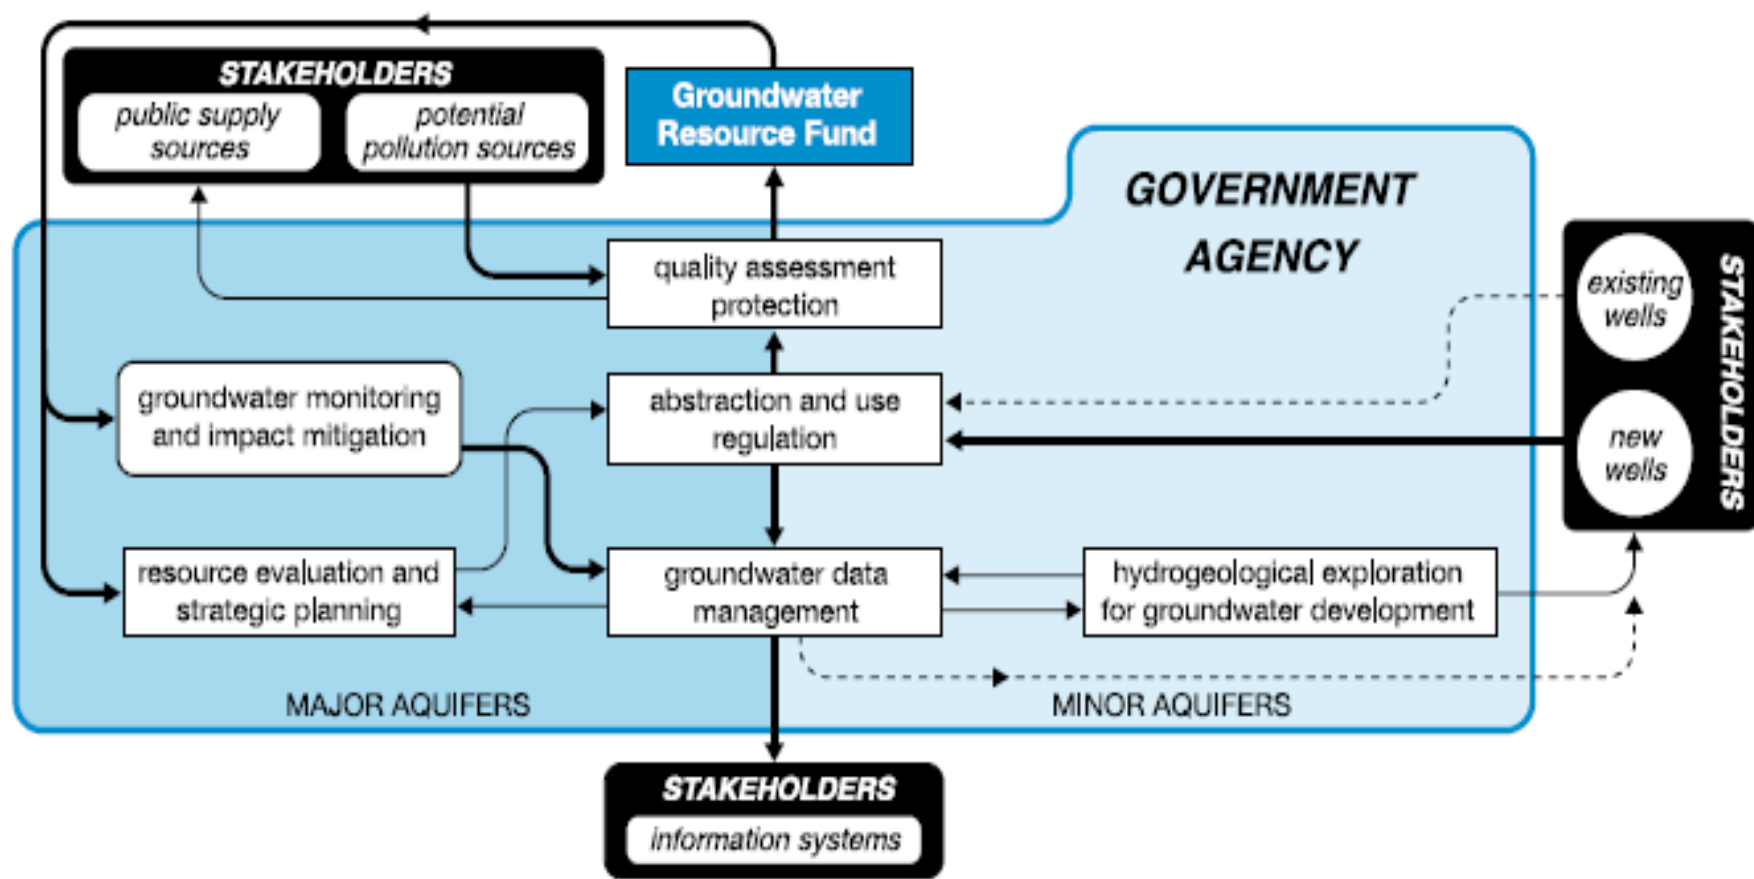 STAKEHOLDERS
public supply
sources
potential
pollution sources
Groundwater
Resource Fund
GOVERNMENT
AGENCY
quality assessment
protection
existing
wells
new
wells
STAKEHOLDERS
groundwater monitoring
and impact mitigation
abstraction and use
regulation
resource evaluation and
strategic planning
groundwater data
management
hydrogeological exploration
for groundwater development
MAJOR AQUIFERS
MINOR AQUIFERS
STAKEHOLDERS
information systems